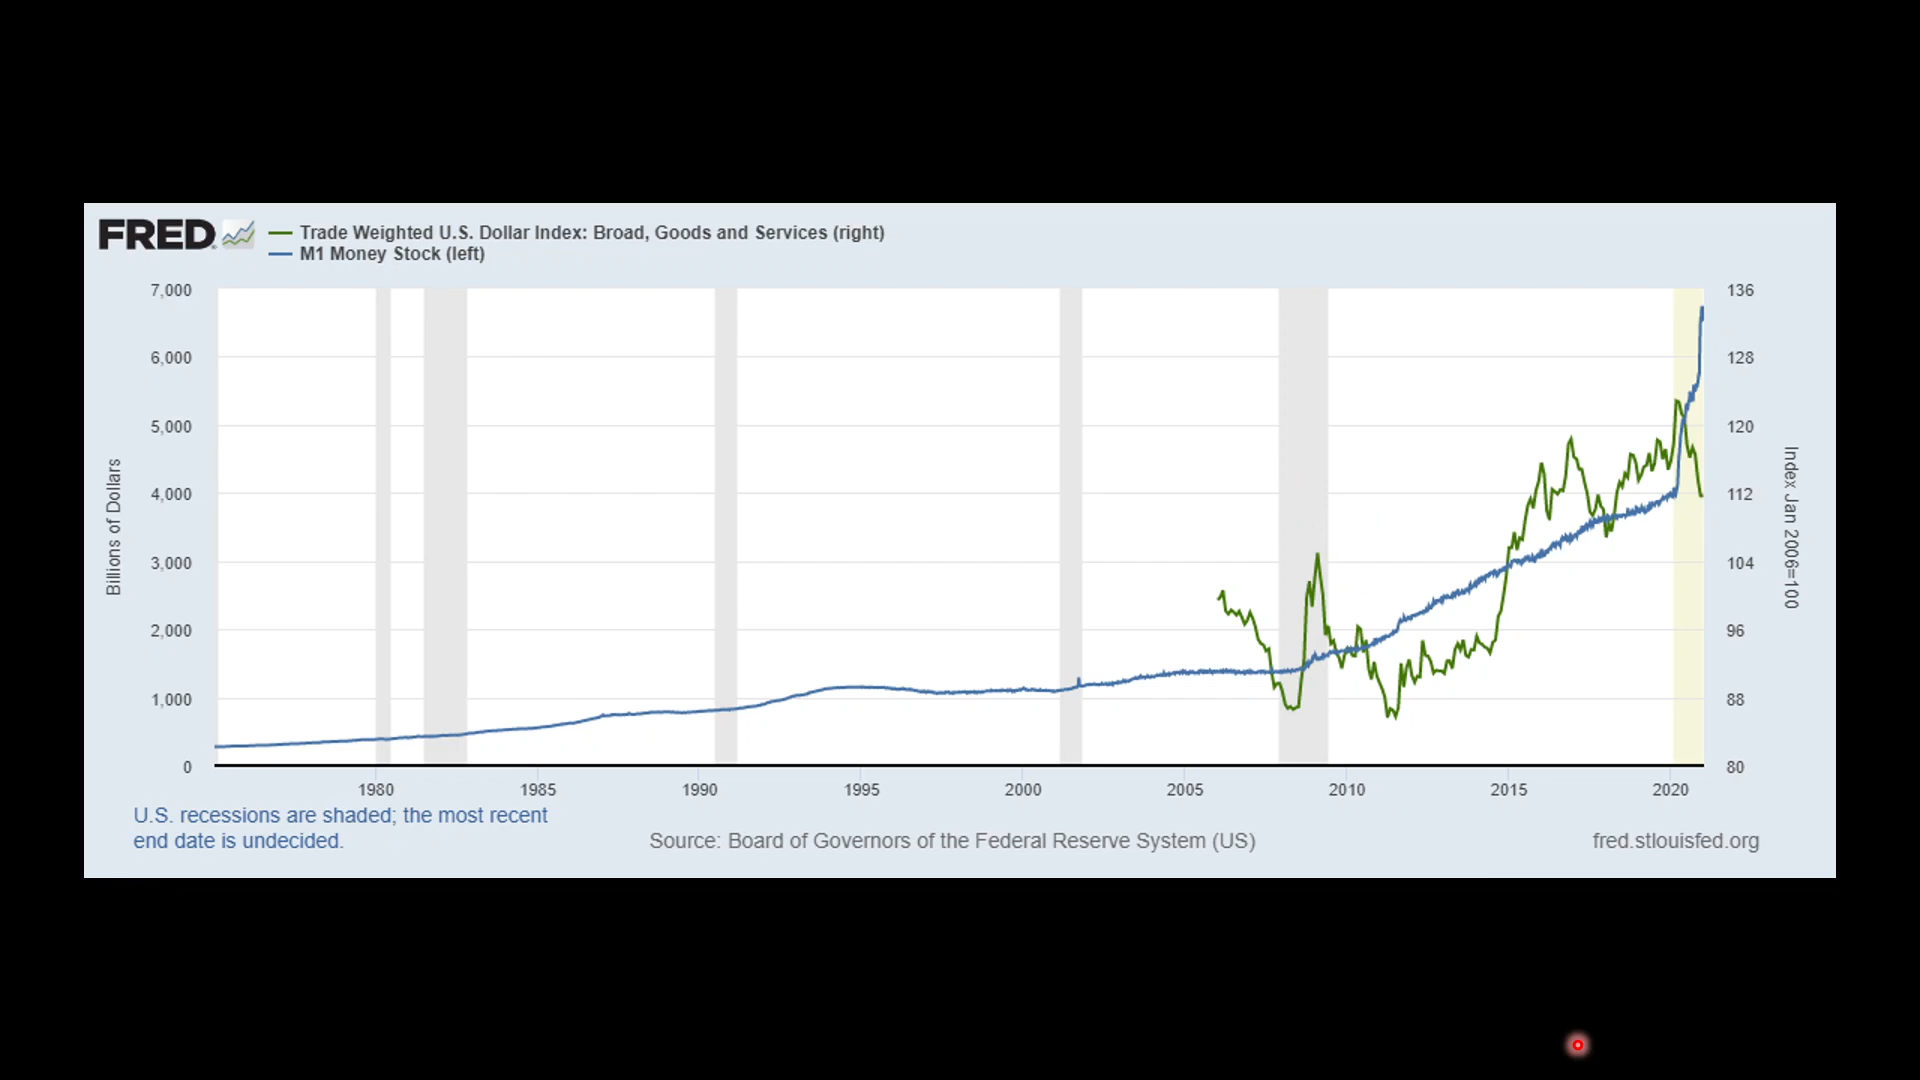 FRED
Trade Weighted U.S. Dollar Index: Broad, Goods and Services (right)
M1 Money Stock (left)
7,000
6,000
5,000
4,000
3,000
2,000
1,000
0
Billions of Dollars
136
128
120
112
104
96
88
80
Index Jan 2006=100
1980 1985 1990 1995 2000 2005 2010 2015 2020
U.S. recessions are shaded; the most recent
end date is undecided.
Source: Board of Governors of the Federal Reserve System (US)
fred.stlouisfed.org